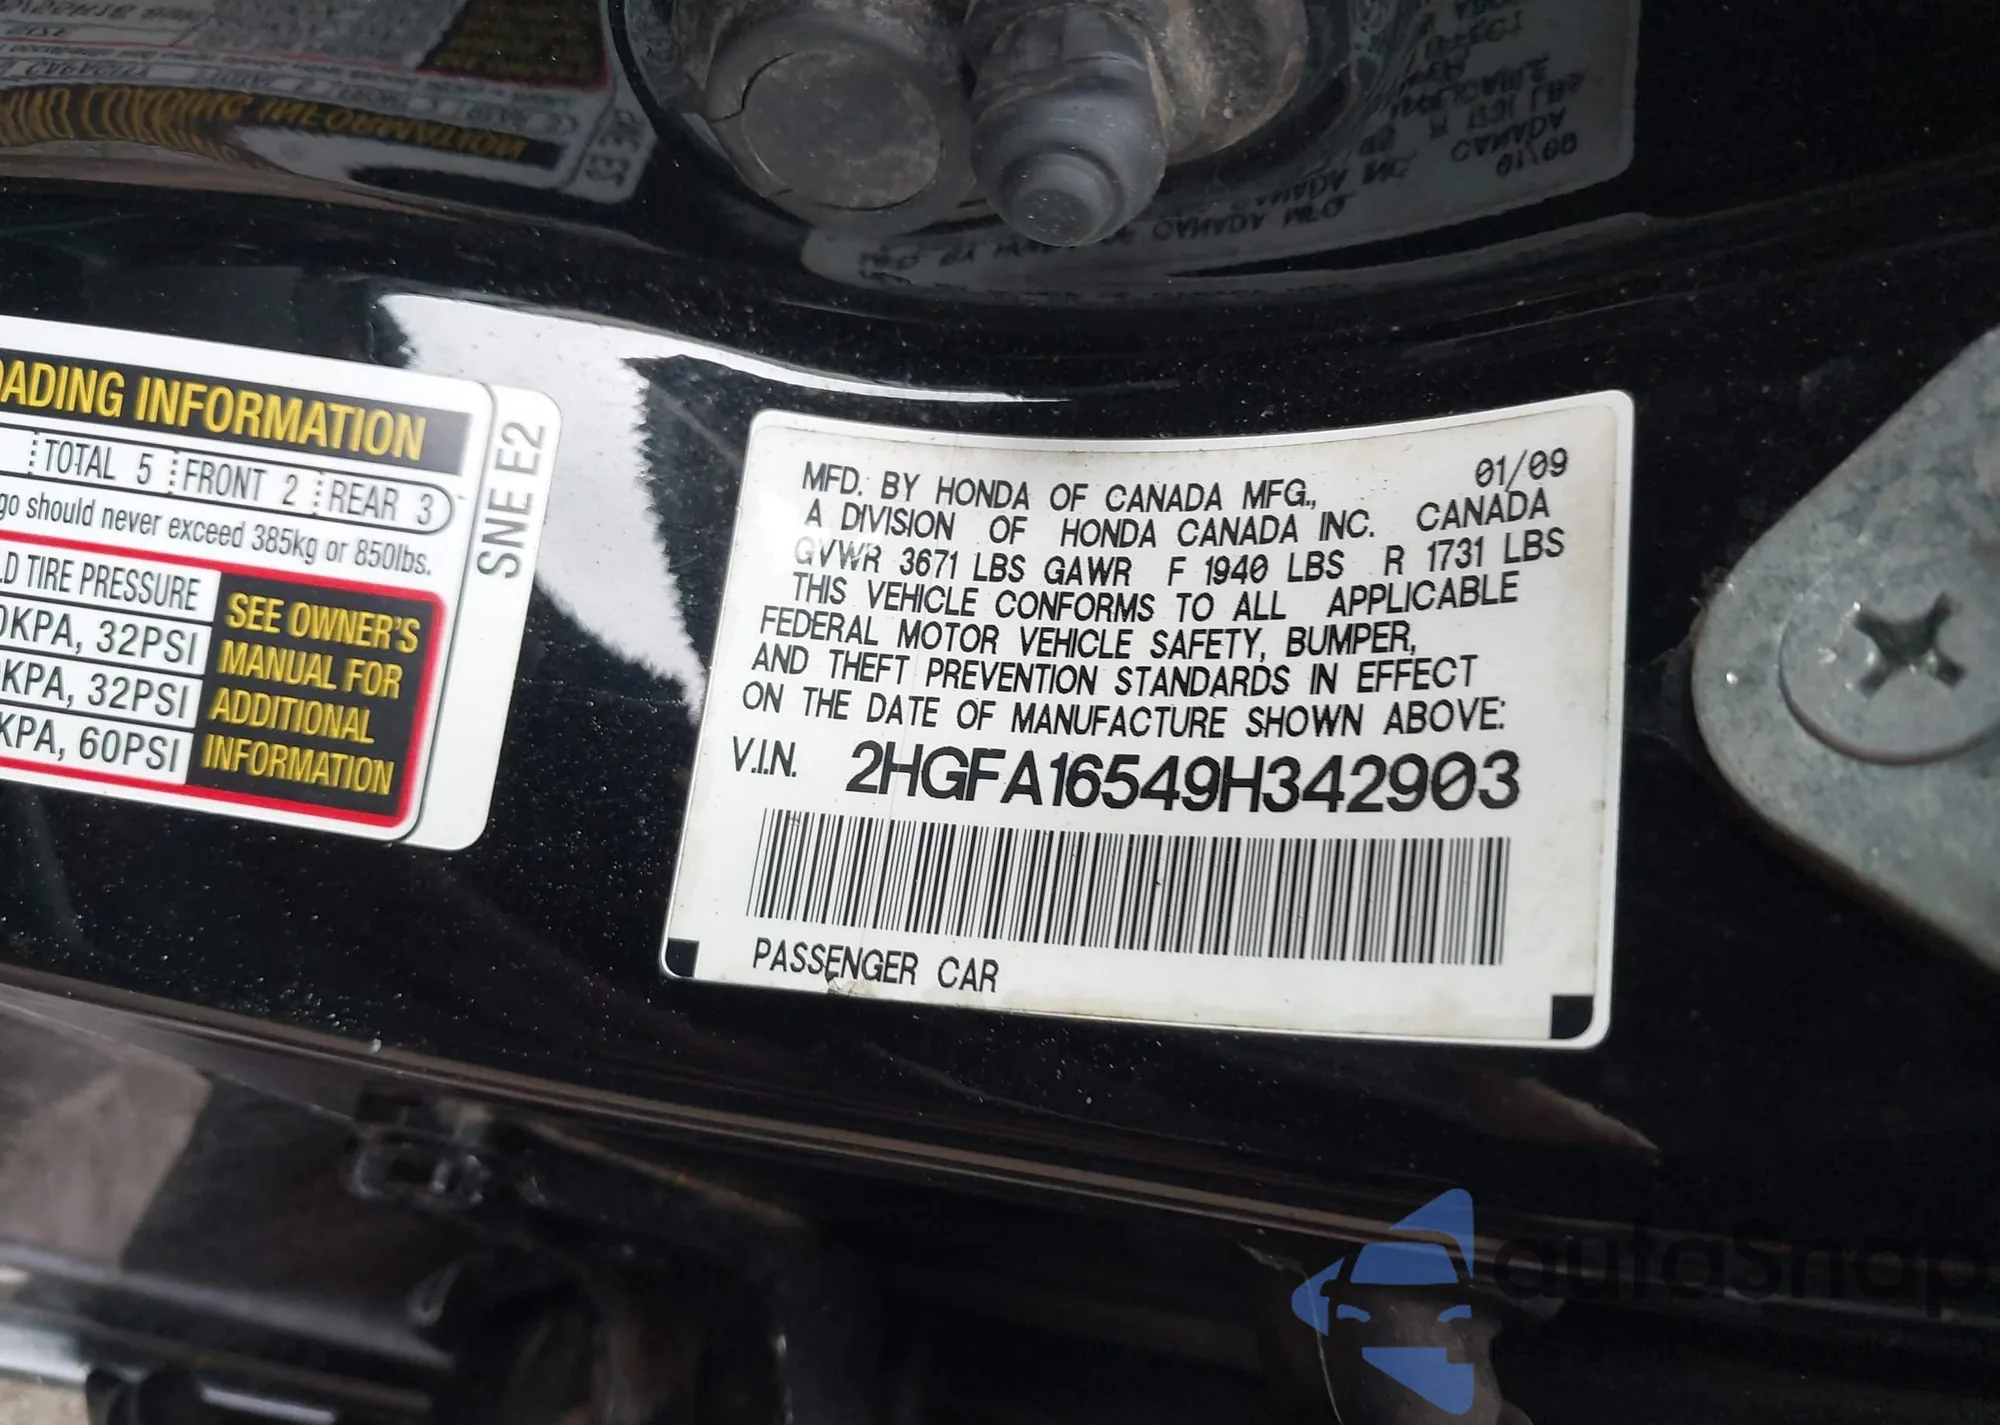 OADING INFORMATION
TOTAL 5 FRONT 2 REAR 3
go should never exceed 385kg or 850lbs.
D TIRE PRESSURE
0KPA, 32PSI
KPA, 32PSI
KPA, 60PSI
SEE OWNER'S
MANUAL FOR
ADDITIONAL
INFORMATION
SNE E2
01/09
MFD. BY HONDA OF CANADA MFG.,
A DIVISION OF HONDA CANADA INC. CANADA
GVWR 3671 LBS GAWR F 1940 LBS R 1731 LBS
THIS VEHICLE CONFORMS TO ALL APPLICABLE
FEDERAL MOTOR VEHICLE SAFETY, BUMPER,
AND THEFT PREVENTION STANDARDS IN EFFECT
ON THE DATE OF MANUFACTURE SHOWN ABOVE:
V.I.N. 2HGFA16549H342903
PASSENGER CAR
autoSnap